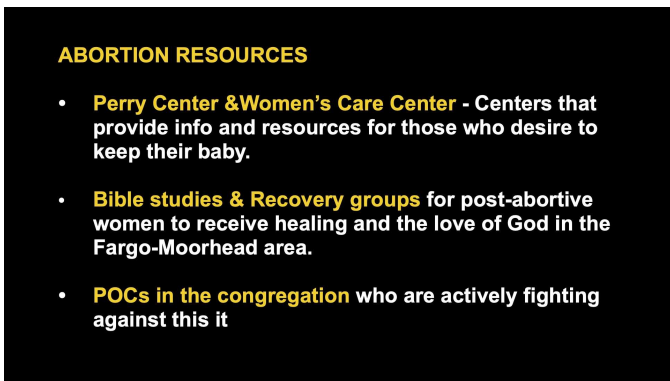 ABORTION RESOURCES
• Perry Center &Women's Care Center - Centers that
provide info and resources for those who desire to
keep their baby.
• Bible studies & Recovery groups for post-abortive
women to receive healing and the love of God in the
Fargo-Moorhead area.
• POCs in the congregation who are actively fighting
against this it